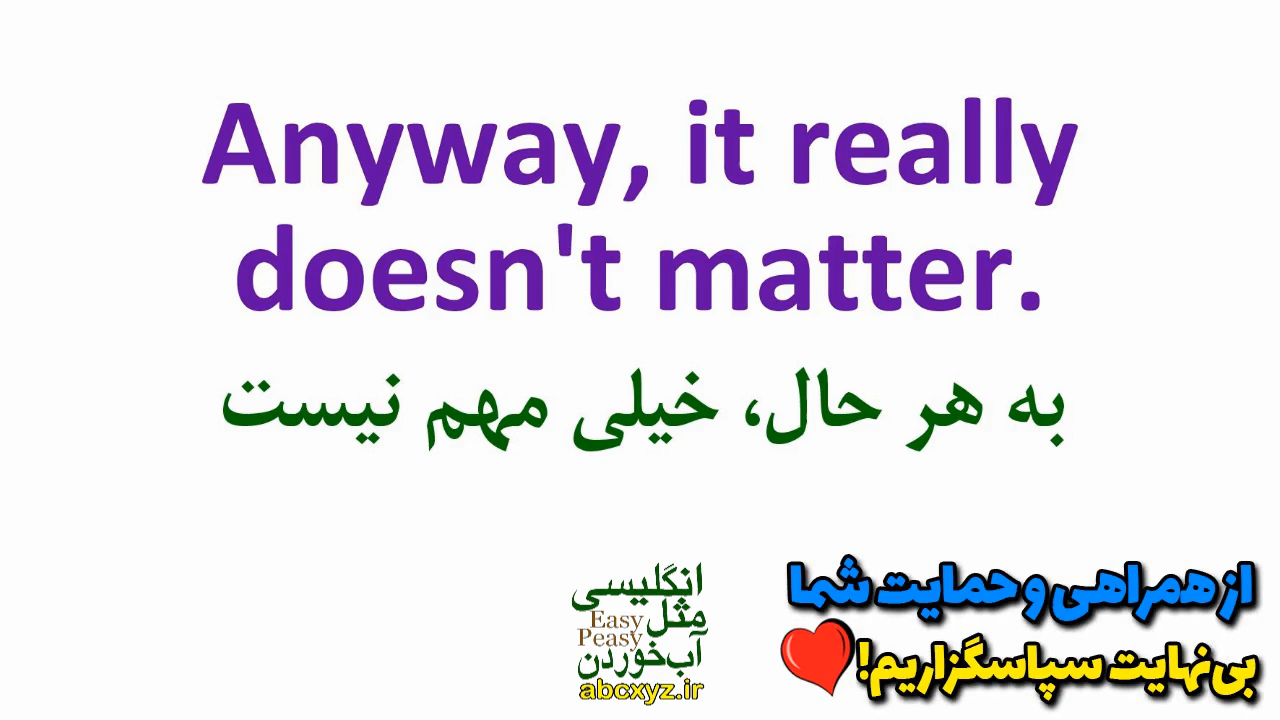 Anyway, it really
doesn't matter.
به هر حال، خیلی مهم نیست
انگلیسی
مثل
Easy
Peasy
آب‌خوردن
abcxyz.ir
از همراهی و حمایت شما
بی‌نهایت سپاسگزاریم!